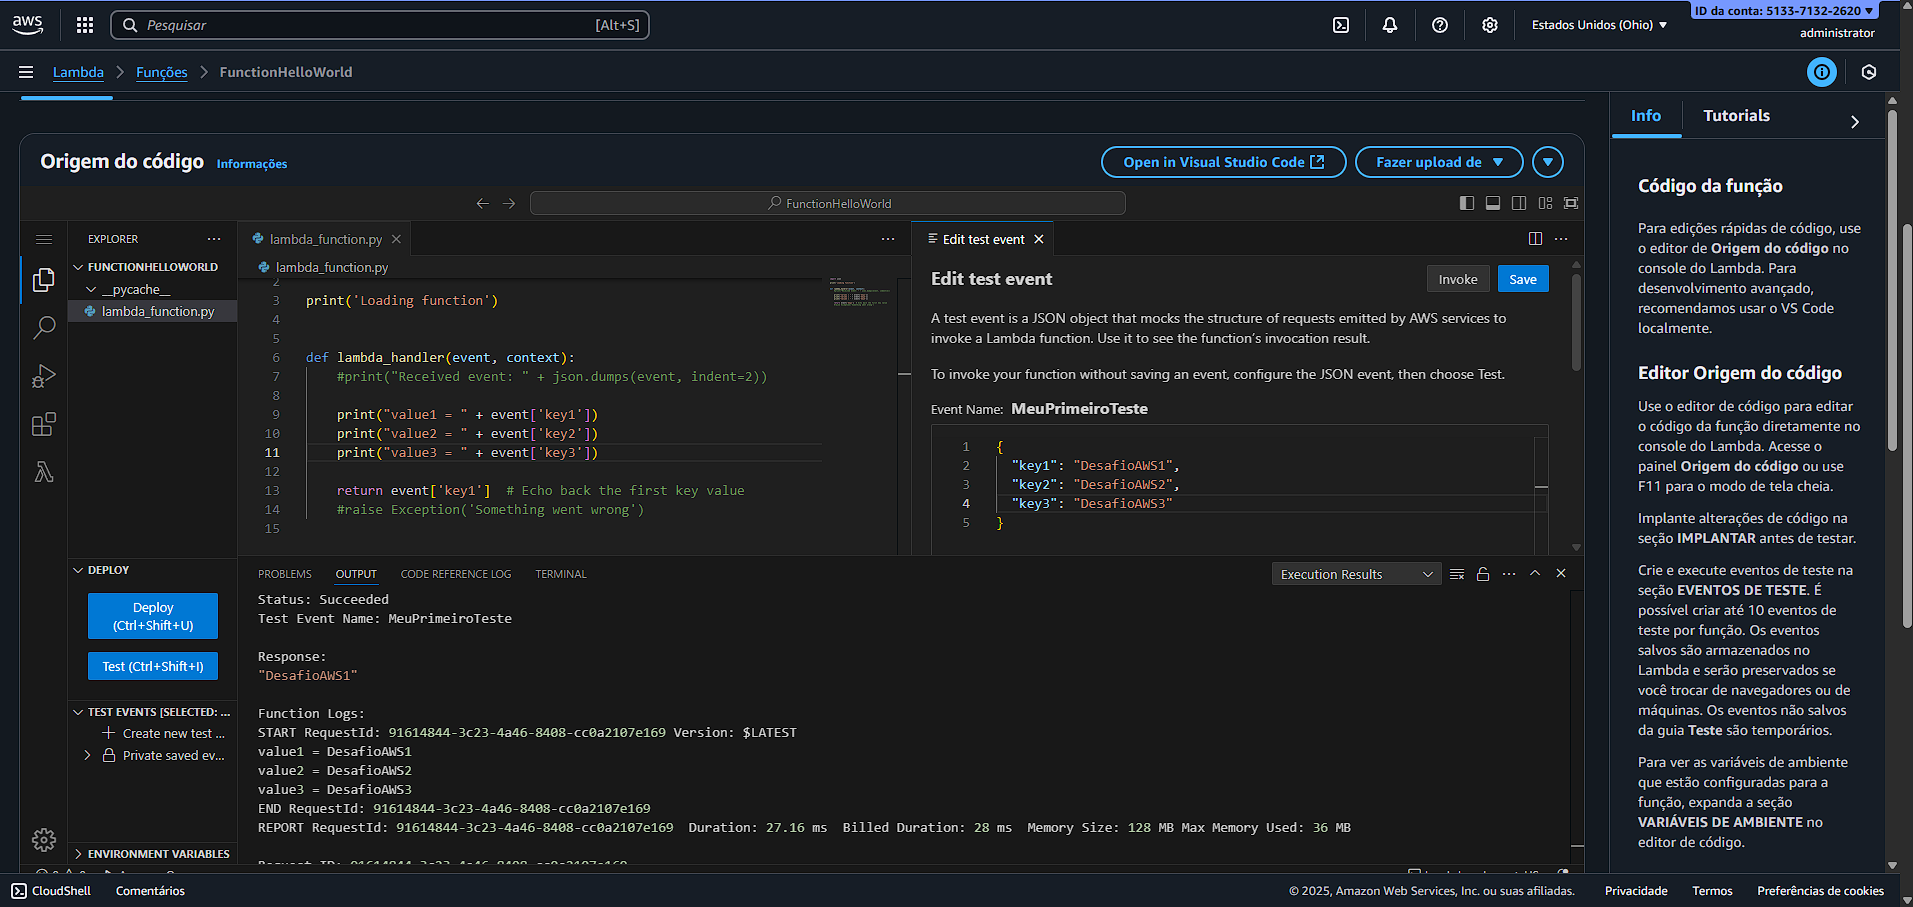 aws
Pesquisar
[Alt+S]
Estados Unidos (Ohio)
ID da conta: 5133-7132-2620
administrator
Lambda
Funções
FunctionHelloWorld
Origem do código
Informações
Open in Visual Studio Code
Fazer upload de
FunctionHelloWorld
EXPLORER
FUNCTIONHELLOWORLD
__pycache__
lambda_function.py
DEPLOY
Deploy
(Ctrl+Shift+U)
Test (Ctrl+Shift+I)
TEST EVENTS [SELECTED: ...
Create new test ...
Private saved ev...
ENVIRONMENT VARIABLES
lambda_function.py
lambda_function.py
2
3 print('Loading function')
4
5
6 def lambda_handler(event, context):
7 #print("Received event: " + json.dumps(event, indent=2))
8
9 print("value1 = " + event['key1'])
10 print("value2 = " + event['key2'])
11 print("value3 = " + event['key3'])
12
13 return event['key1'] # Echo back the first key value
14 #raise Exception('Something went wrong')
15
Edit test event
Edit test event
Invoke
Save
A test event is a JSON object that mocks the structure of requests emitted by AWS services to
invoke a Lambda function. Use it to see the function's invocation result.
To invoke your function without saving an event, configure the JSON event, then choose Test.
Event Name: MeuPrimeiroTeste
1 {
2 "key1": "DesafioAWS1",
3 "key2": "DesafioAWS2",
4 "key3": "DesafioAWS3"
5 }
PROBLEMS
OUTPUT
CODE REFERENCE LOG
TERMINAL
Execution Results
Status: Succeeded
Test Event Name: MeuPrimeiroTeste
Response:
"DesafioAWS1"
Function Logs:
START RequestId: 91614844-3c23-4a46-8408-cc0a2107e169 Version: $LATEST
value1 = DesafioAWS1
value2 = DesafioAWS2
value3 = DesafioAWS3
END RequestId: 91614844-3c23-4a46-8408-cc0a2107e169
REPORT RequestId: 91614844-3c23-4a46-8408-cc0a2107e169 Duration: 27.16 ms Billed Duration: 28 ms Memory Size: 128 MB Max Memory Used: 36 MB
Request ID: 91614844-3c23-4a46-8408-cc0a2107e169
Info
Tutorials
Código da função
Para edições rápidas de código, use
o editor de Origem do código no
console do Lambda. Para
desenvolvimento avançado,
recomendamos usar o VS Code
localmente.
Editor Origem do código
Use o editor de código para editar
o código da função diretamente no
console do Lambda. Acesse o
painel Origem do código ou use
F11 para o modo de tela cheia.
Implante alterações de código na
seção IMPLANTAR antes de testar.
Crie e execute eventos de teste na
seção EVENTOS DE TESTE. É
possível criar até 10 eventos de
teste por função. Os eventos
salvos são armazenados no
Lambda e serão preservados se
você trocar de navegadores ou de
máquinas. Os eventos não salvos
da guia Teste são temporários.
Para ver as variáveis de ambiente
que estão configuradas para a
função, expanda a seção
VARIÁVEIS DE AMBIENTE no
editor de código.
CloudShell
Comentários
© 2025, Amazon Web Services, Inc. ou suas afiliadas.
Privacidade
Termos
Preferências de cookies